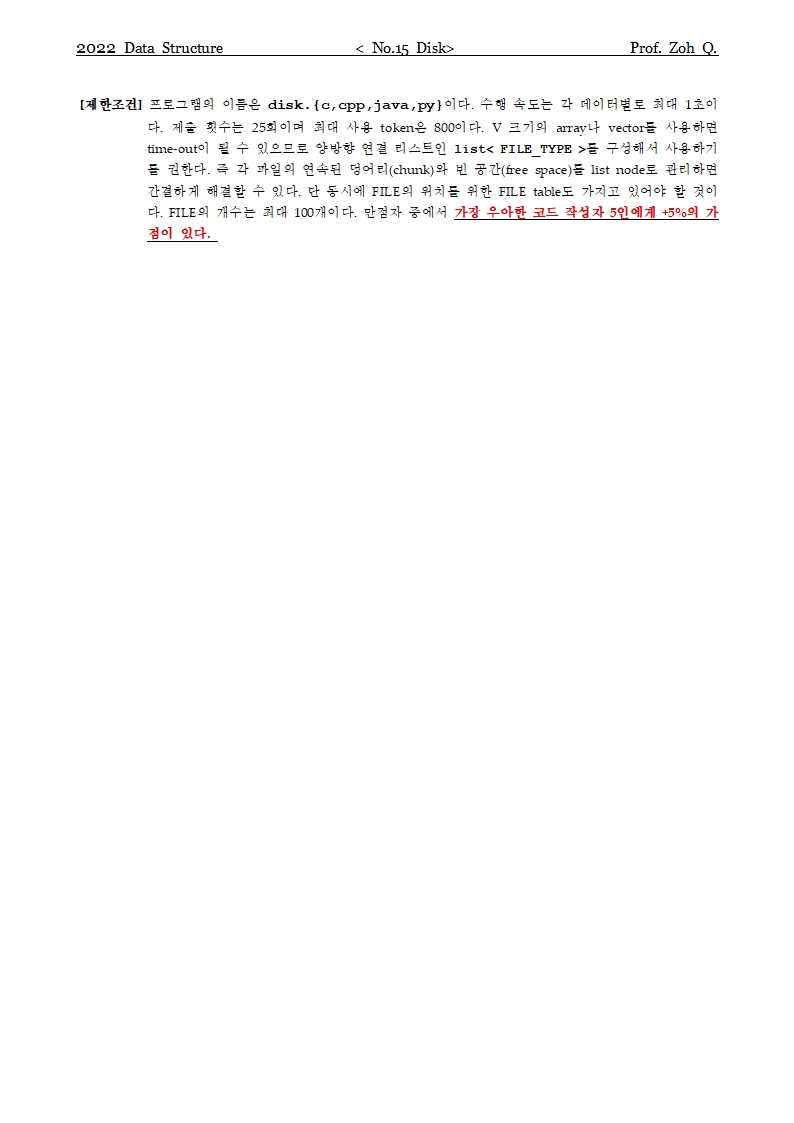 2022 Data Structure < No.15 Disk> Prof. Zoh Q.
[제한조건] 프로그램의 이름은 disk.{c,cpp,java,py}이다. 수행 속도는 각 데이터별로 최대 1초이
다. 제출 횟수는 25회이며 최대 사용 token은 800이다. V 크기의 array나 vector를 사용하면
time-out이 될 수 있으므로 양방향 연결 리스트인 list< FILE_TYPE >를 구성해서 사용하기
를 권한다. 즉 각 파일의 연속된 덩어리(chunk)와 빈 공간(free space)를 list node로 관리하면
간결하게 해결할 수 있다. 단 동시에 FILE의 위치를 위한 FILE table도 가지고 있어야 할 것이
다. FILE의 개수는 최대 100개이다. 만점자 중에서 가장 우아한 코드 작성자 5인에게 +5%의 가
점이 있다.